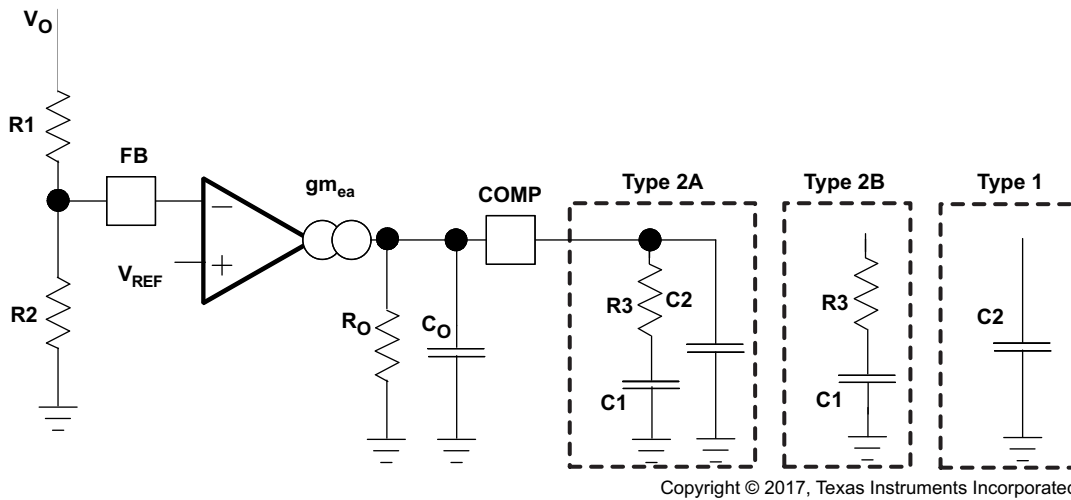 VO
R1
FB
gmea
COMP
Type 2A
Type 2B
Type 1
VREF
R2
RO
CO
R3
C2
C1
R3
C1
C2
−
+
Copyright © 2017, Texas Instruments Incorporated